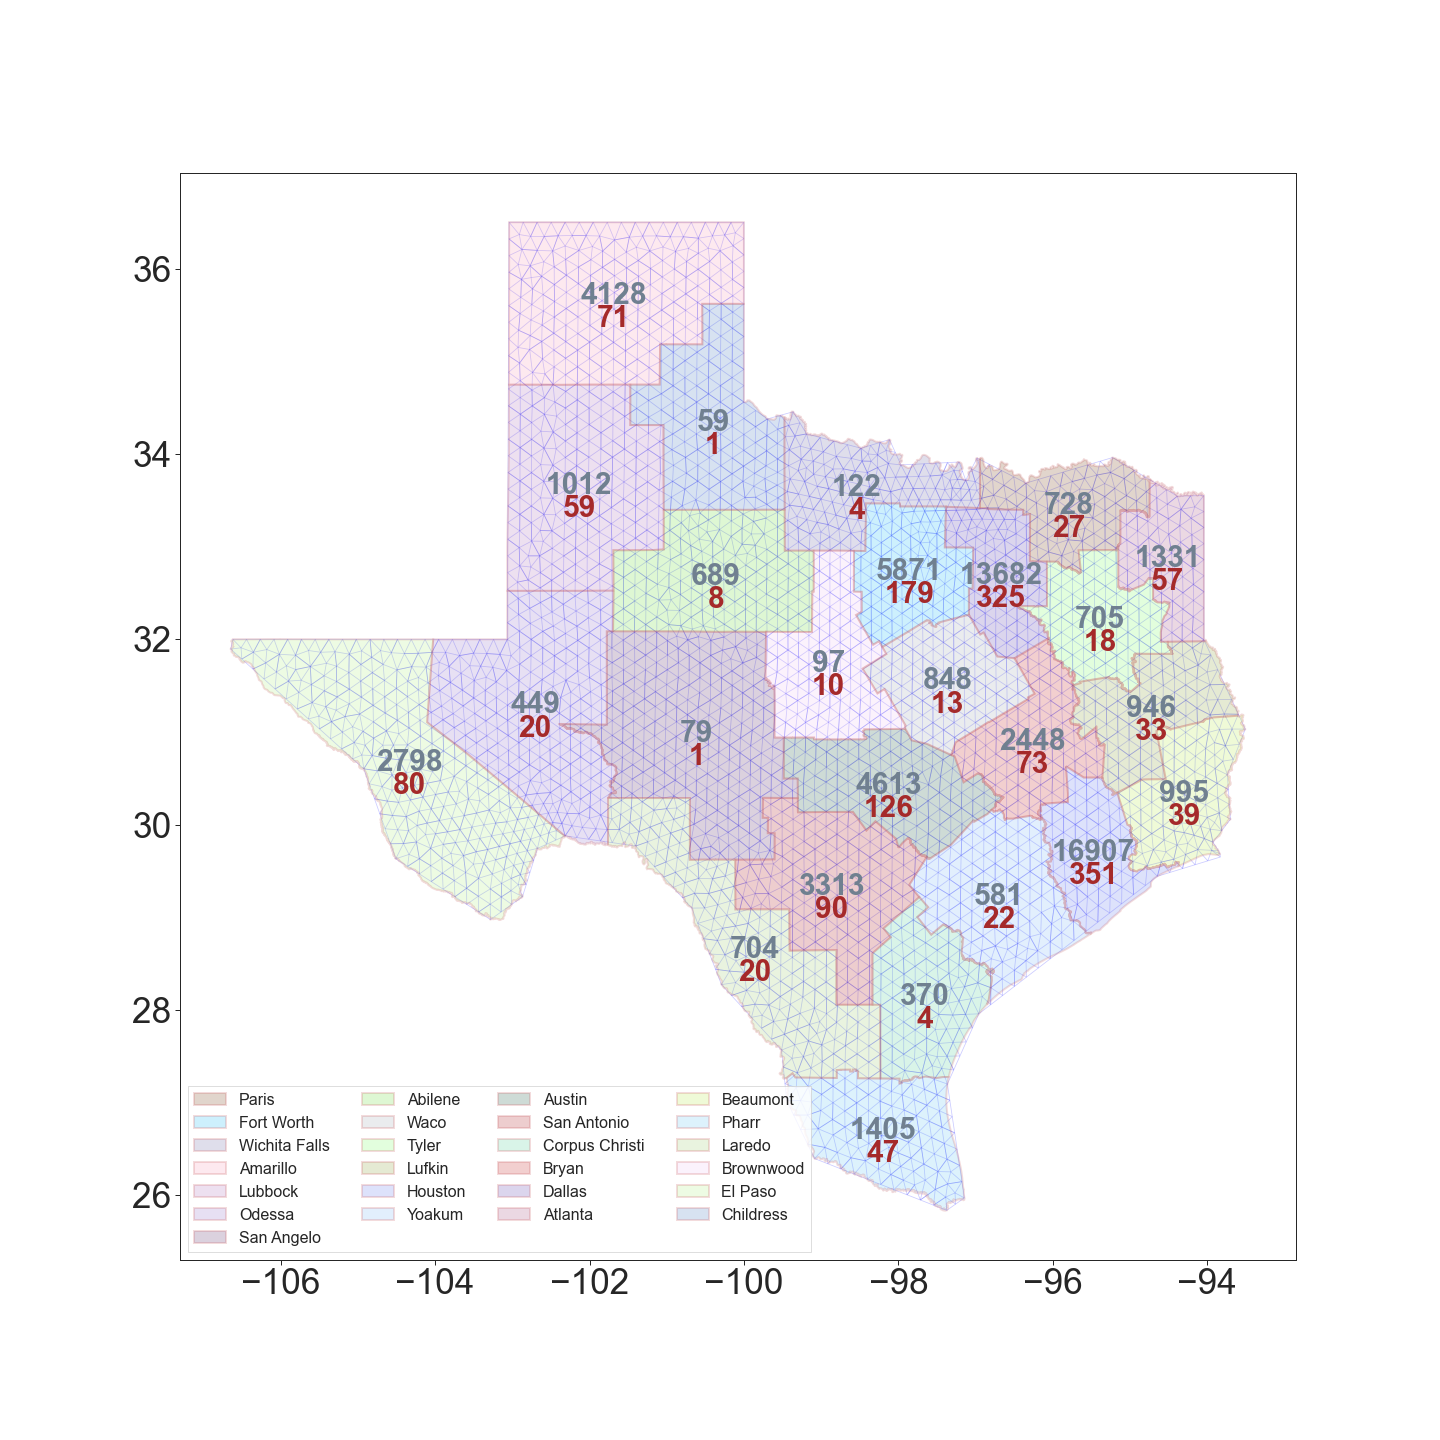 36
34
32
30
28
26
4128
71
59
1
1012
59
122
4
728
27
1331
57
5871
179
13682
325
689
8
705
18
97
10
848
13
449
20
79
1
946
33
2448
73
2798
80
4613
126
995
39
16907
351
3313
90
581
22
704
20
370
4
1405
47
Paris
Fort Worth
Wichita Falls
Amarillo
Lubbock
Odessa
San Angelo
Abilene
Waco
Tyler
Lufkin
Houston
Yoakum
Austin
San Antonio
Corpus Christi
Bryan
Dallas
Atlanta
Beaumont
Pharr
Laredo
Brownwood
El Paso
Childress
−106 −104 −102 −100 −98 −96 −94